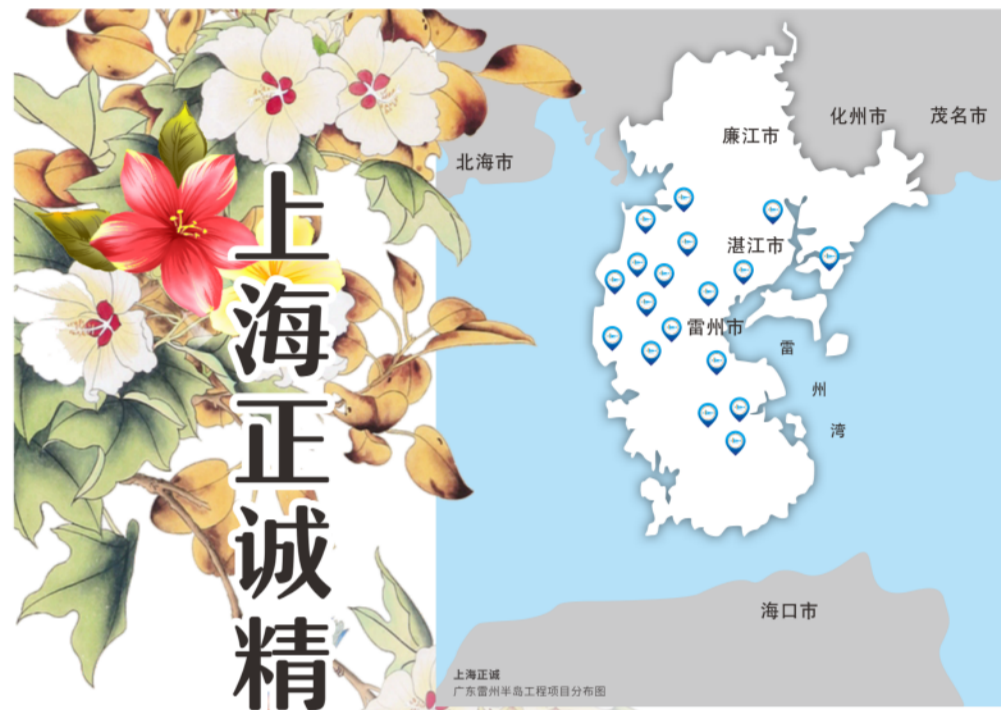 上海正诚精
北海市
廉江市
化州市
茂名市
湛江市
雷州市
雷州湾
海口市
上海正诚
广东雷州半岛工程项目分布图